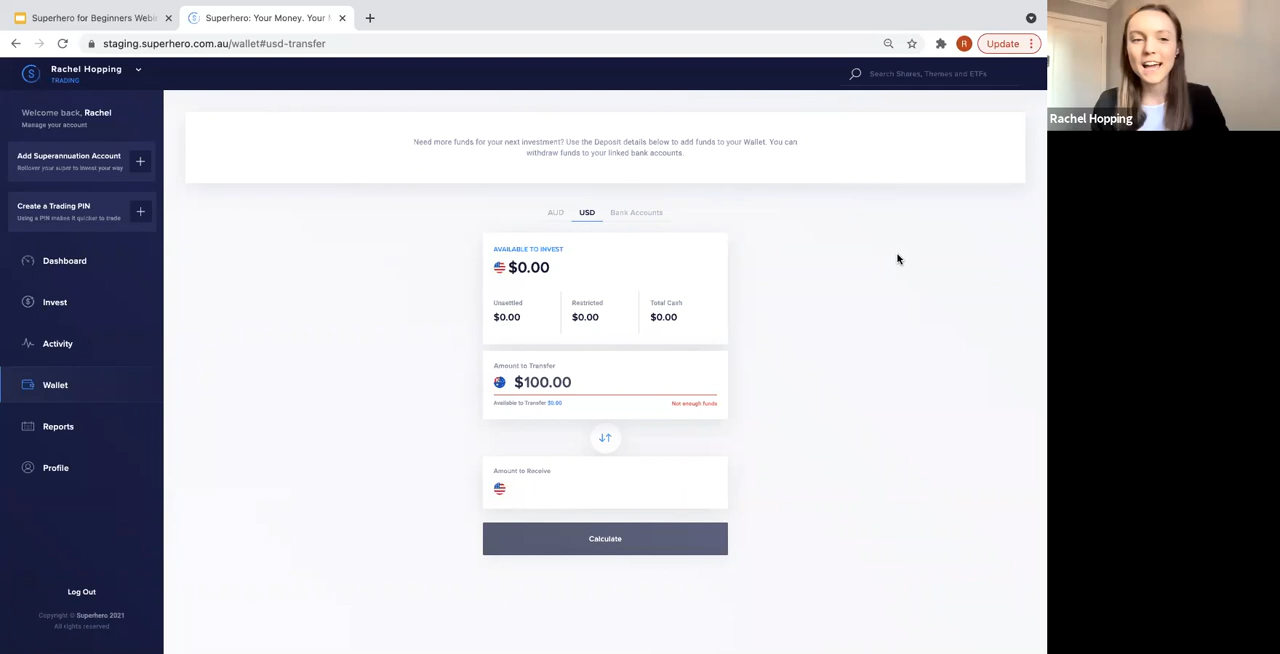 Superhero for Beginners Webi
Superhero: Your Money. Your
staging.superhero.com.au/wallet#usd-transfer
R
Update
Rachel Hopping
TRADING
Search Shares, Themes and ETFs
Rachel Hopping
Welcome back, Rachel
Manage your account
Add Superannuation Account
Rollover your super to invest your way
Create a Trading PIN
Using a PIN makes it quicker to trade
Dashboard
Invest
Activity
Wallet
Reports
Profile
Log Out
Copyright © Superhero 2021
All rights reserved.
Need more funds for your next investment? Use the Deposit details below to add funds to your Wallet. You can
withdraw funds to your linked bank accounts.
AUD USD Bank Accounts
AVAILABLE TO INVEST
$0.00
Unsettled Restricted Total Cash
$0.00 $0.00 $0.00
Amount to Transfer
$100.00
Available to Transfer $0.00 Not enough funds
Amount to Receive
Calculate